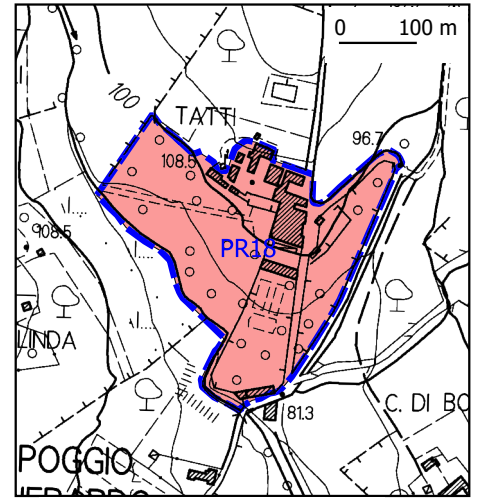 0 100 m
100
TATTI
96.7
108.5
108.5
PR18
LINDA
81.3
C. DI BO
POGGIO